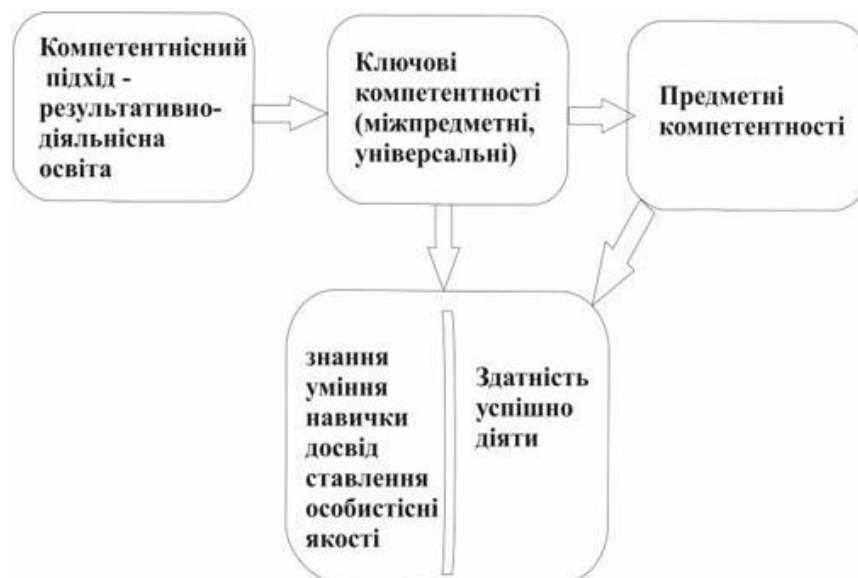 Компетентнісний
підхід -
результативно-
діяльнісна
освіта
Ключові
компетентності
(міжпредметні,
універсальні)
Предметні
компетентності
знання
уміння
навички
досвід
ставлення
особистісні
якості
Здатність
успішно
діяти